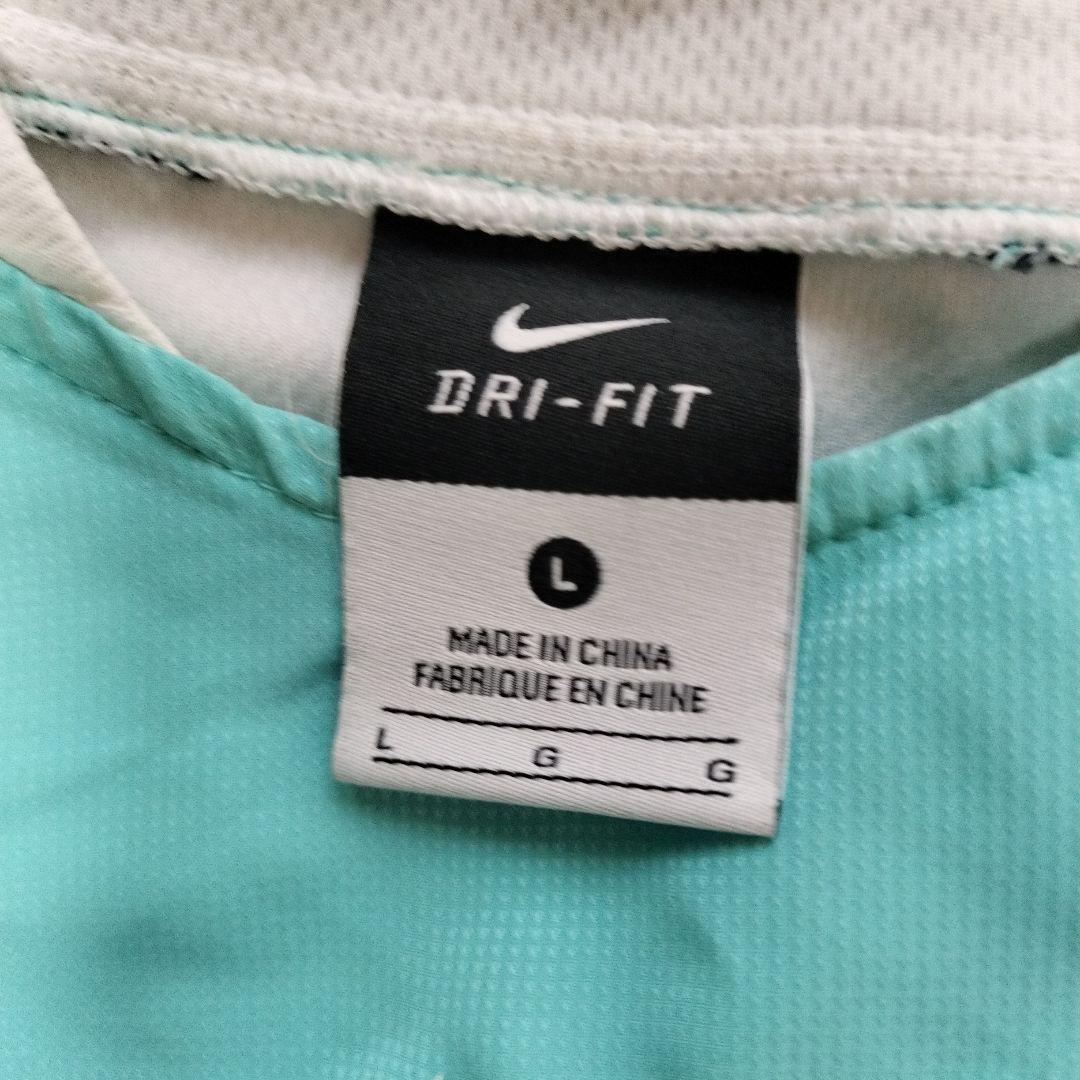 DRI-FIT
L
MADE IN CHINA
FABRIQUE EN CHINE
L G G